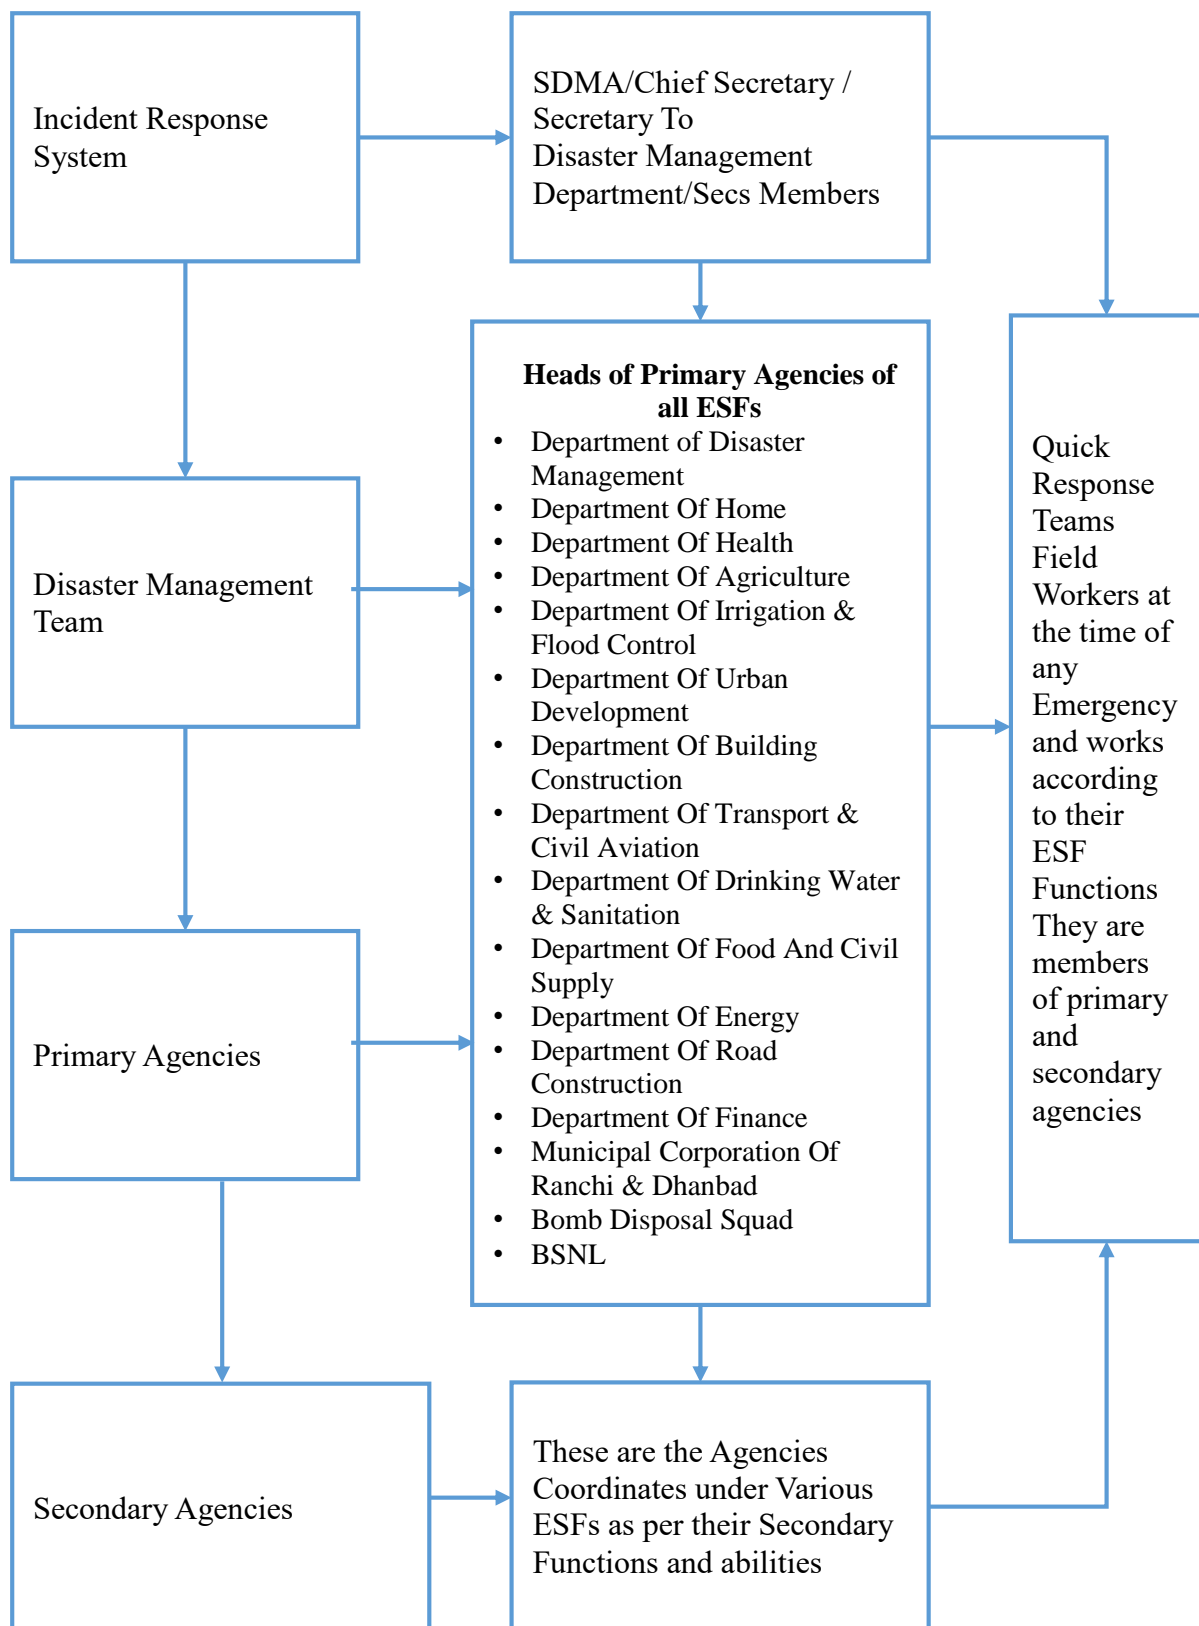 Incident Response
System
SDMA/Chief Secretary /
Secretary To
Disaster Management
Department/Secs Members
Heads of Primary Agencies of
all ESFs
• Department of Disaster
Management
• Department Of Home
• Department Of Health
• Department Of Agriculture
• Department Of Irrigation &
Flood Control
• Department Of Urban
Development
• Department Of Building
Construction
• Department Of Transport &
Civil Aviation
• Department Of Drinking Water
& Sanitation
• Department Of Food And Civil
Supply
• Department Of Energy
• Department Of Road
Construction
• Department Of Finance
• Municipal Corporation Of
Ranchi & Dhanbad
• Bomb Disposal Squad
• BSNL
Quick
Response
Teams
Field
Workers at
the time of
any
Emergency
and works
according
to their
ESF
Functions
They are
members
of primary
and
secondary
agencies
Disaster Management
Team
Primary Agencies
Secondary Agencies
These are the Agencies
Coordinates under Various
ESFs as per their Secondary
Functions and abilities